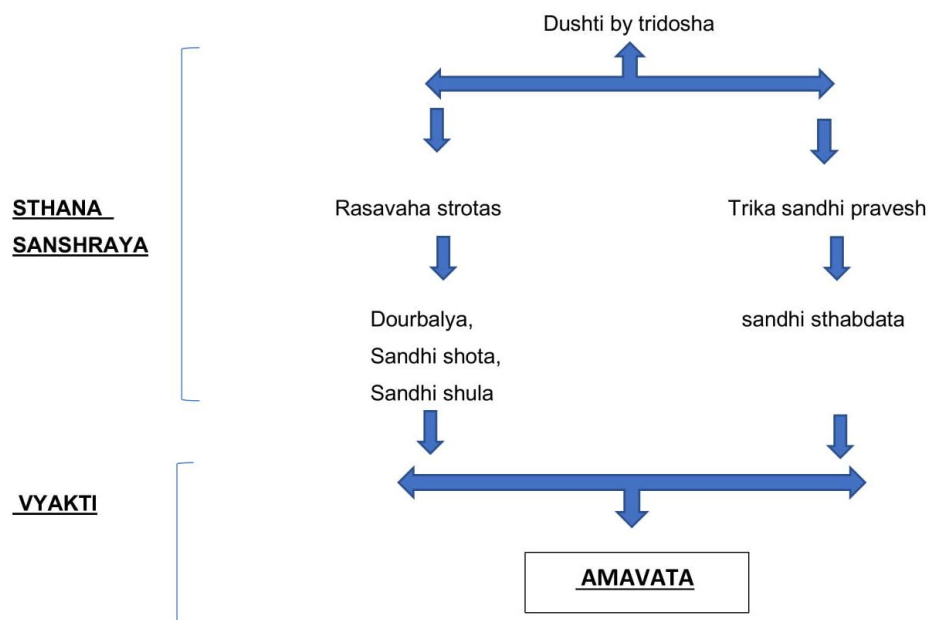 Dushti by tridosha
STHANA
SANSHRAYA
Rasavaha strotas
Trika sandhi pravesh
Dourbalya,
Sandhi shota,
Sandhi shula
sandhi sthabdata
VYAKTI
AMAVATA